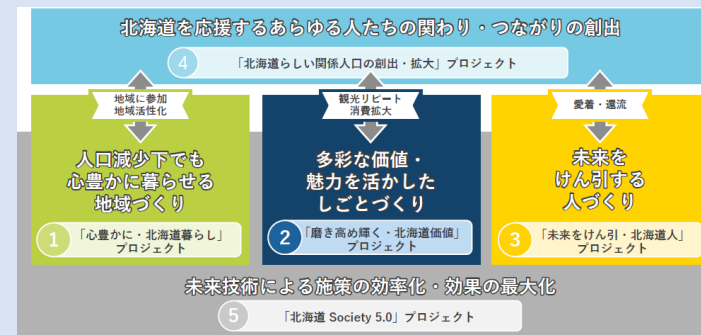 北海道を応援するあらゆる人たちの関わり・つながりの創出
4 「北海道らしい関係人口の創出・拡大」プロジェクト
地域に参加
地域活性化
観光リピート
消費拡大
愛着・還流
人口減少下でも
心豊かに暮らせる
地域づくり
1 「心豊かに・北海道暮らし」
プロジェクト
多彩な価値・
魅力を活かした
しごとづくり
2 「磨き高め輝く・北海道価値」
プロジェクト
未来を
けん引する
人づくり
3 「未来をけん引・北海道人」
プロジェクト
未来技術による施策の効率化・効果の最大化
5 「北海道 Society 5.0」プロジェクト